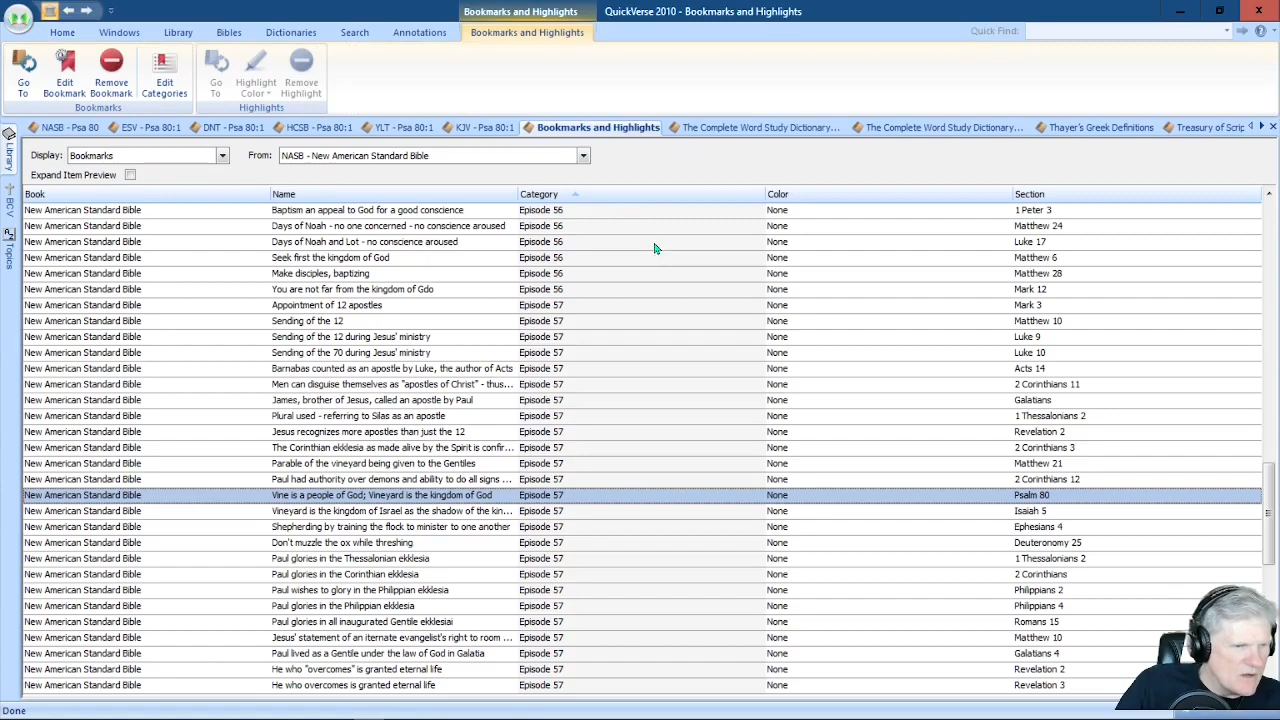 Bookmarks and Highlights
QuickVerse 2010 - Bookmarks and Highlights
Home Windows Library Bibles Dictionaries Search Annotations Bookmarks and Highlights Quick Find:
Go To Edit Bookmark Remove Bookmark Edit Categories Go To Highlight Color Remove Highlight
Bookmarks Highlights
NASB - Psa 80 ESV - Psa 80:1 DNT - Psa 80:1 HCSB - Psa 80:1 YLT - Psa 80:1 KJV - Psa 80:1 Bookmarks and Highlights The Complete Word Study Dictionary... The Complete Word Study Dictionary... Thayer's Greek Definitions Treasury of Scrip
Library
BCV
Topics
Display: Bookmarks From: NASB - New American Standard Bible
Expand Item Preview
Book Name Category Color Section
New American Standard Bible Baptism an appeal to God for a good conscience Episode 56 None 1 Peter 3
New American Standard Bible Days of Noah - no one concerned - no conscience aroused Episode 56 None Matthew 24
New American Standard Bible Days of Noah and Lot - no conscience aroused Episode 56 None Luke 17
New American Standard Bible Seek first the kingdom of God Episode 56 None Matthew 6
New American Standard Bible Make disciples, baptizing Episode 56 None Matthew 28
New American Standard Bible You are not far from the kingdom of Gdo Episode 56 None Mark 12
New American Standard Bible Appointment of 12 apostles Episode 57 None Mark 3
New American Standard Bible Sending of the 12 Episode 57 None Matthew 10
New American Standard Bible Sending of the 12 during Jesus' ministry Episode 57 None Luke 9
New American Standard Bible Sending of the 70 during Jesus' ministry Episode 57 None Luke 10
New American Standard Bible Barnabas counted as an apostle by Luke, the author of Acts Episode 57 None Acts 14
New American Standard Bible Men can disguise themselves as "apostles of Christ" - thus... Episode 57 None 2 Corinthians 11
New American Standard Bible James, brother of Jesus, called an apostle by Paul Episode 57 None Galatians
New American Standard Bible Plural used - referring to Silas as an apostle Episode 57 None 1 Thessalonians 2
New American Standard Bible Jesus recognizes more apostles than just the 12 Episode 57 None Revelation 2
New American Standard Bible The Corinthian ekklesia as made alive by the Spirit is confir... Episode 57 None 2 Corinthians 3
New American Standard Bible Parable of the vineyard being given to the Gentiles Episode 57 None Matthew 21
New American Standard Bible Paul had authority over demons and ability to do all signs ... Episode 57 None 2 Corinthians 12
New American Standard Bible Vine is a people of God; Vineyard is the kingdom of God Episode 57 None Psalm 80
New American Standard Bible Vineyard is the kingdom of Israel as the shadow of the kin... Episode 57 None Isaiah 5
New American Standard Bible Shepherding by training the flock to minister to one another Episode 57 None Ephesians 4
New American Standard Bible Don't muzzle the ox while threshing Episode 57 None Deuteronomy 25
New American Standard Bible Paul glories in the Thessalonian ekklesia Episode 57 None 1 Thessalonians 2
New American Standard Bible Paul glories in the Corinthian ekklesia Episode 57 None 2 Corinthians
New American Standard Bible Paul wishes to glory in the Philippian ekklesia Episode 57 None Philippians 2
New American Standard Bible Paul glories in the Philippian ekklesia Episode 57 None Philippians 4
New American Standard Bible Paul glories in all inaugurated Gentile ekklesiai Episode 57 None Romans 15
New American Standard Bible Jesus' statement of an iternate evangelist's right to room ... Episode 57 None Matthew 10
New American Standard Bible Paul lived as a Gentile under the law of God in Galatia Episode 57 None Galatians 4
New American Standard Bible He who "overcomes" is granted eternal life Episode 57 None Revelation 2
New American Standard Bible He who overcomes is granted eternal life Episode 57 None Revelation 3
Done